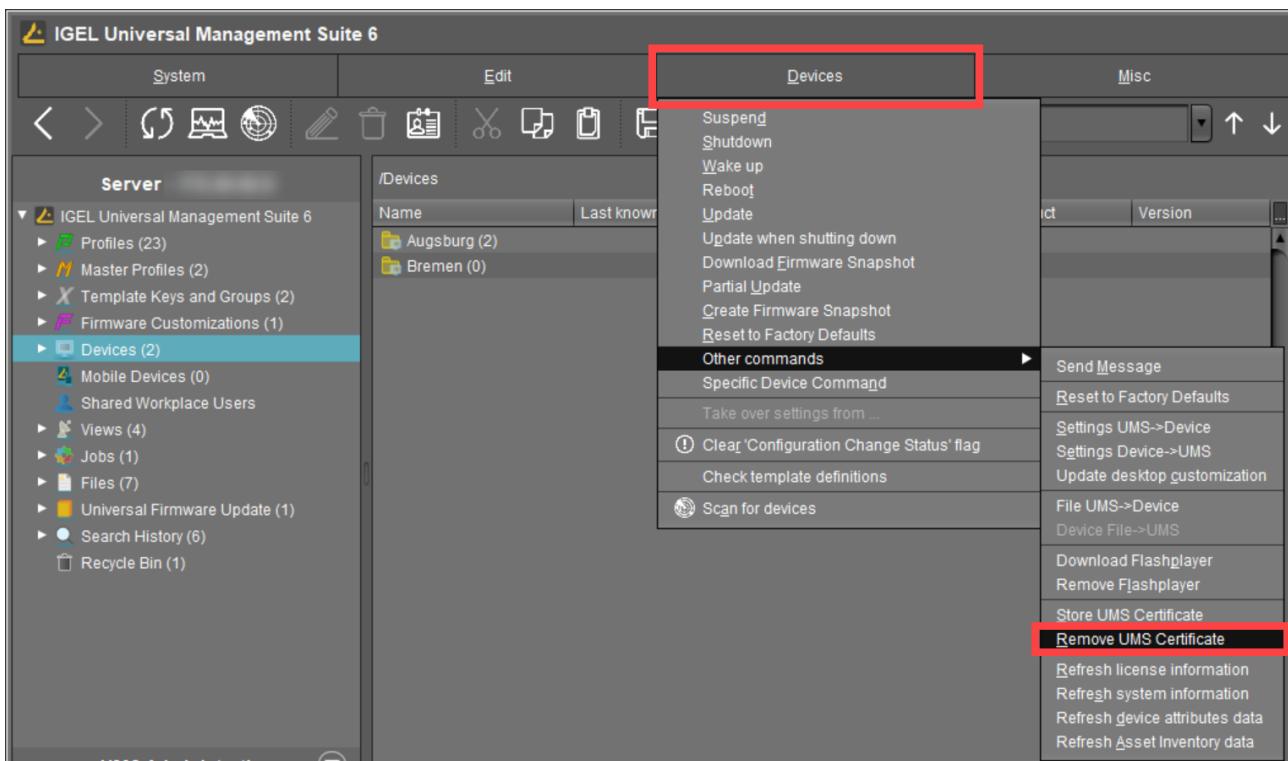 IGEL Universal Management Suite 6
System Edit Devices Misc
Server
IGEL Universal Management Suite 6
Profiles (23)
Master Profiles (2)
Template Keys and Groups (2)
Firmware Customizations (1)
Devices (2)
Mobile Devices (0)
Shared Workplace Users
Views (4)
Jobs (1)
Files (7)
Universal Firmware Update (1)
Search History (6)
Recycle Bin (1)
/Devices
Name Last know Version ...
Augsburg (2)
Bremen (0)
Suspend
Shutdown
Wake up
Reboot
Update
Update when shutting down
Download Firmware Snapshot
Partial Update
Create Firmware Snapshot
Reset to Factory Defaults
Other commands
Specific Device Command
Take over settings from ...
Clear 'Configuration Change Status' flag
Check template definitions
Scan for devices
Send Message
Reset to Factory Defaults
Settings UMS->Device
Settings Device->UMS
Update desktop customization
File UMS->Device
Device File->UMS
Download Flashplayer
Remove Flashplayer
Store UMS Certificate
Remove UMS Certificate
Refresh license information
Refresh system information
Refresh device attributes data
Refresh Asset Inventory data